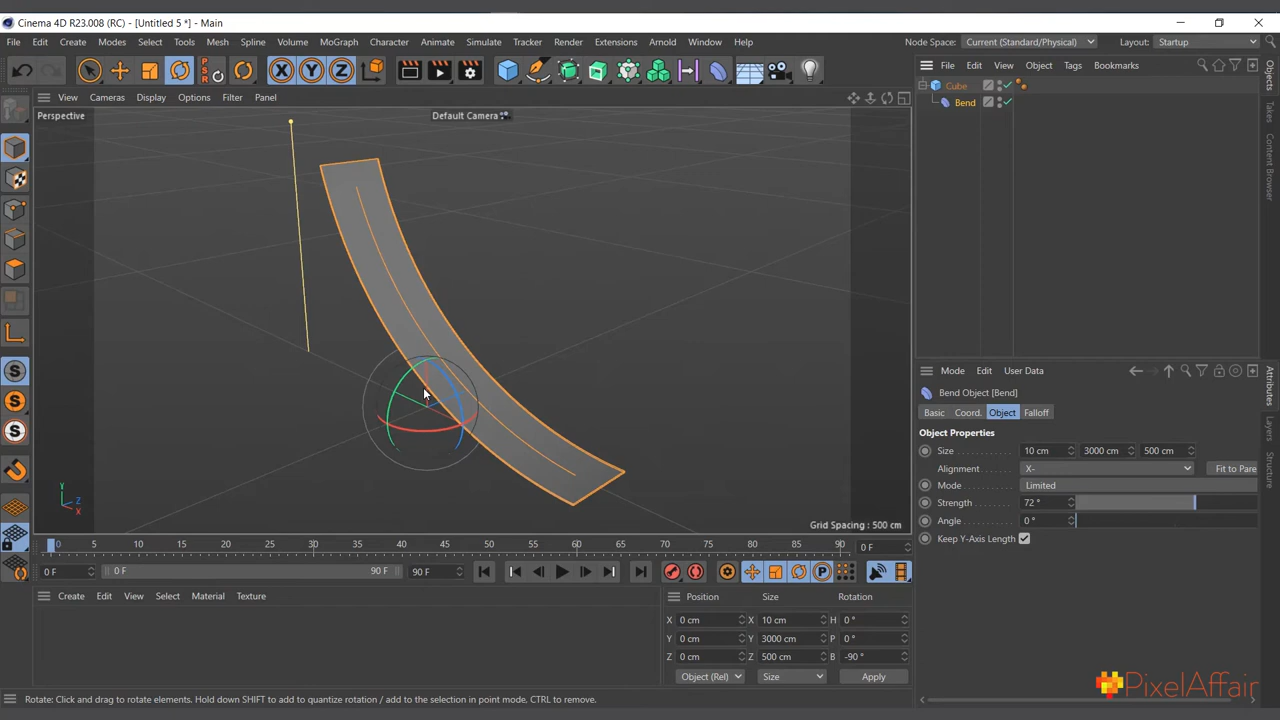 Cinema 4D R23.008 (RC) - [Untitled 5 *] - Main
File Edit Create Modes Select Tools Mesh Spline Volume MoGraph Character Animate Simulate Tracker Render Extensions Arnold Window Help Node Space: Current (Standard/Physical) Layout: Startup
P S R
X Y Z
File Edit View Object Tags Bookmarks
View Cameras Display Options Filter Panel
Perspective Default Camera
Cube
Bend
Objects
Takes
Content Browser
S
S
S
Y
Z
X
Grid Spacing : 500 cm
Mode Edit User Data
Bend Object [Bend]
Basic Coord. Object Falloff
Object Properties
Size 10 cm 3000 cm 500 cm
Alignment X- Fit to Pare
Mode Limited
Strength 72 °
Angle 0 °
Keep Y-Axis Length
Attributes
Layers
Structure
0 5 10 15 20 25 30 35 40 45 50 55 60 65 70 75 80 85 90 0 F
0 F 0 F 90 F 90 F P
Create Edit View Select Material Texture
Position Size Rotation
X 0 cm X 10 cm H 0 °
Y 0 cm Y 3000 cm P 0 °
Z 0 cm Z 500 cm B -90 °
Object (Rel) Size Apply
Rotate: Click and drag to rotate elements. Hold down SHIFT to add to quantize rotation / add to the selection in point mode, CTRL to remove.
PixelAffair